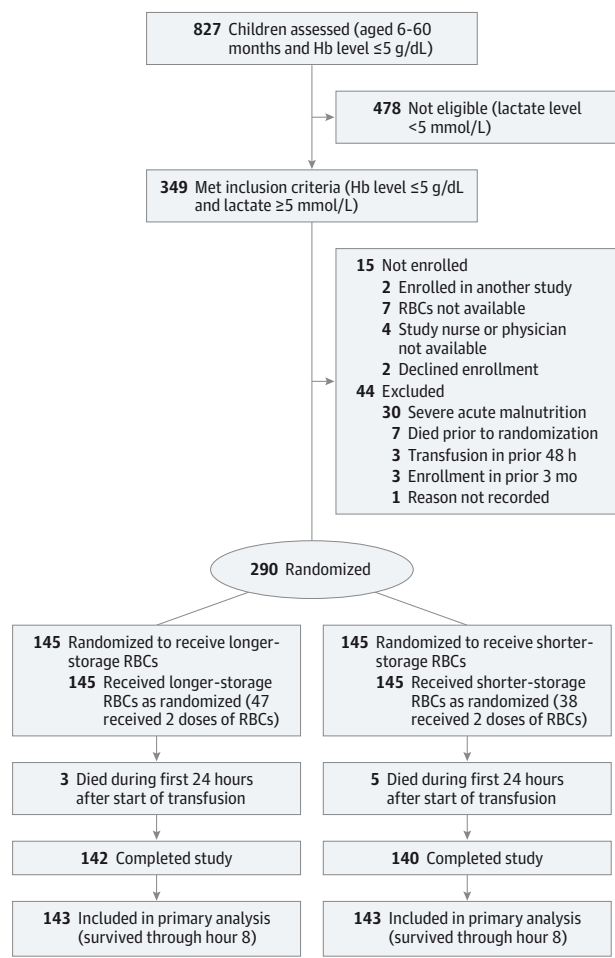 827 Children assessed (aged 6-60
months and Hb level ≤5 g/dL)
478 Not eligible (lactate level
<5 mmol/L)
349 Met inclusion criteria (Hb level ≤5 g/dL
and lactate ≥5 mmol/L)
15 Not enrolled
2 Enrolled in another study
7 RBCs not available
4 Study nurse or physician
not available
2 Declined enrollment
44 Excluded
30 Severe acute malnutrition
7 Died prior to randomization
3 Transfusion in prior 48 h
3 Enrollment in prior 3 mo
1 Reason not recorded
290 Randomized
145 Randomized to receive longer-
storage RBCs
145 Received longer-storage
RBCs as randomized (47
received 2 doses of RBCs)
145 Randomized to receive shorter-
storage RBCs
145 Received shorter-storage
RBCs as randomized (38
received 2 doses of RBCs)
3 Died during first 24 hours
after start of transfusion
5 Died during first 24 hours
after start of transfusion
142 Completed study
140 Completed study
143 Included in primary analysis
(survived through hour 8)
143 Included in primary analysis
(survived through hour 8)